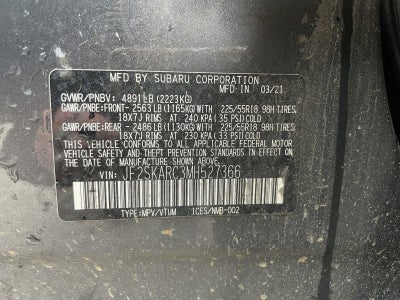 MFD BY SUBARU CORPORATION
IN 03/21
GVWR/PNBV: 4891LB (2223KG)
GAWR/PNBE:FRONT- 2563 LB (1165KG) WITH 225/55R18 98H TIRES,
18X7J RIMS AT 240 KPA (35 PSI) COLD
GAWR/PNBE:REAR - 2486 LB (1130KG) WITH 225/55R18 98H TIRES,
18X7J RIMS AT 230 KPA (33 PSI) COLD
THIS VEHICLE CONFORMS TO ALL APPLICABLE
FEDERAL MOTOR VEHICLE SAFETY AND
THEFT PREVENTION STANDARDS IN EFFECT ON THE
DATE OF MANUFACTURE SHOWN ABOVE.
VIN: JF2SKARC3MH527366
TYPE:MPV/VTUM 1CES/NMB-002